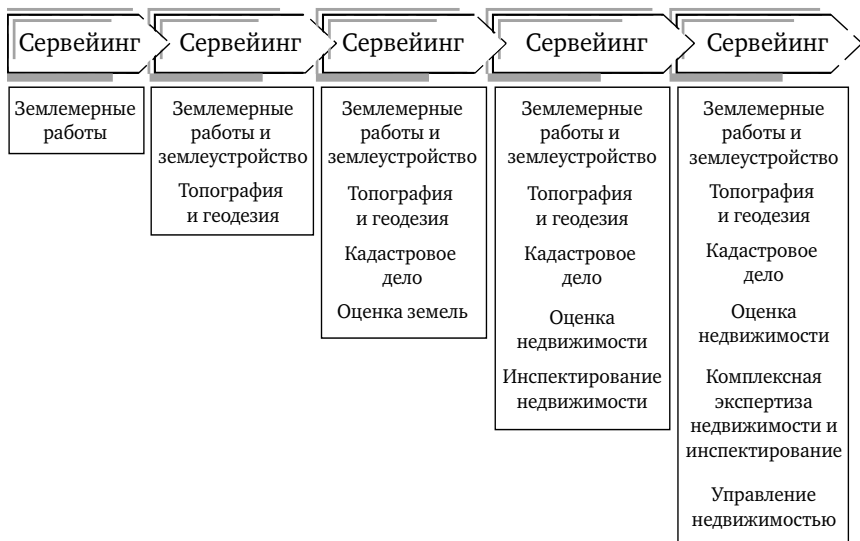 Сервейинг
Сервейинг
Сервейинг
Сервейинг
Сервейинг
Землемерные
работы
Землемерные
работы и
землеустройство
Топография
и геодезия
Землемерные
работы и
землеустройство
Топография
и геодезия
Кадастровое
дело
Оценка земель
Землемерные
работы и
землеустройство
Топография
и геодезия
Кадастровое
дело
Оценка
недвижимости
Инспектирование
недвижимости
Землемерные
работы и
землеустройство
Топография
и геодезия
Кадастровое
дело
Оценка
недвижимости
Комплексная
экспертиза
недвижимости и
инспектирование
Управление
недвижимостью